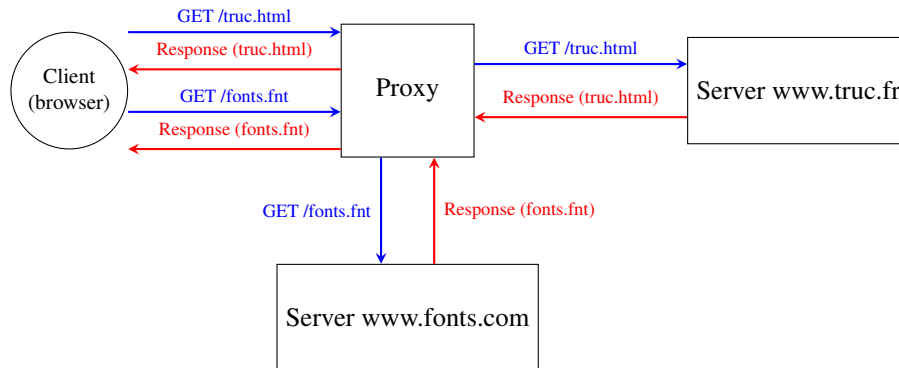 GET /truc.html
Response (truc.html)
Client
(browser)
GET /fonts.fnt
Response (fonts.fnt)
Proxy
GET /truc.html
Response (truc.html)
Server www.truc.fr
GET /fonts.fnt
Response (fonts.fnt)
Server www.fonts.com